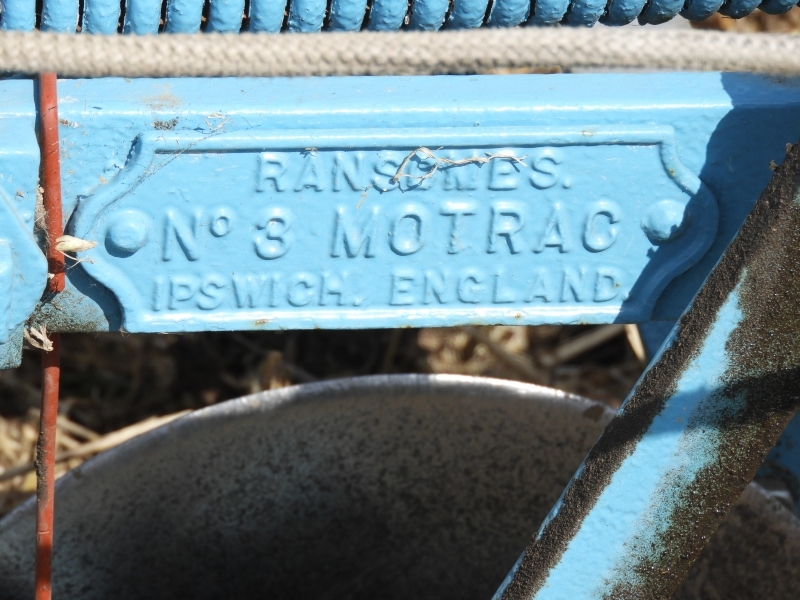 RANSOMES.
Nº 3 MOTRAC
IPSWICH. ENGLAND.